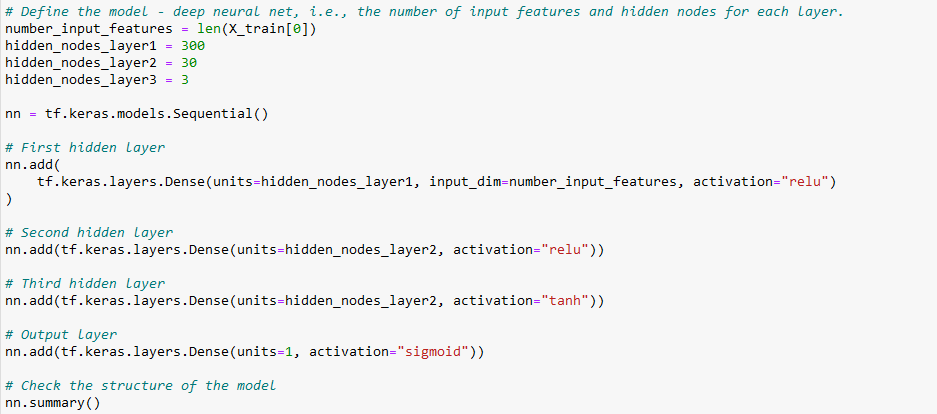 # Define the model - deep neural net, i.e., the number of input features and hidden nodes for each layer.
number_input_features = len(X_train[0])
hidden_nodes_layer1 = 300
hidden_nodes_layer2 = 30
hidden_nodes_layer3 = 3

nn = tf.keras.models.Sequential()

# First hidden layer
nn.add(
    tf.keras.layers.Dense(units=hidden_nodes_layer1, input_dim=number_input_features, activation="relu")
)

# Second hidden layer
nn.add(tf.keras.layers.Dense(units=hidden_nodes_layer2, activation="relu"))

# Third hidden layer
nn.add(tf.keras.layers.Dense(units=hidden_nodes_layer2, activation="tanh"))

# Output layer
nn.add(tf.keras.layers.Dense(units=1, activation="sigmoid"))

# Check the structure of the model
nn.summary()